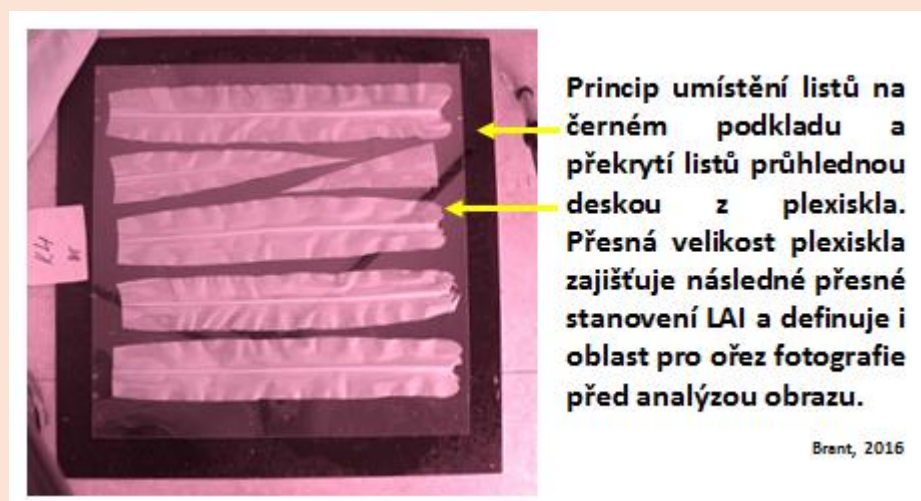 Princip umístění listů na
černém podkladu a
překrytí listů průhlednou
deskou z plexiskla.
Přesná velikost plexiskla
zajišťuje následné přesné
stanovení LAI a definuje i
oblast pro ořez fotografie
před analýzou obrazu.
Brant, 2016